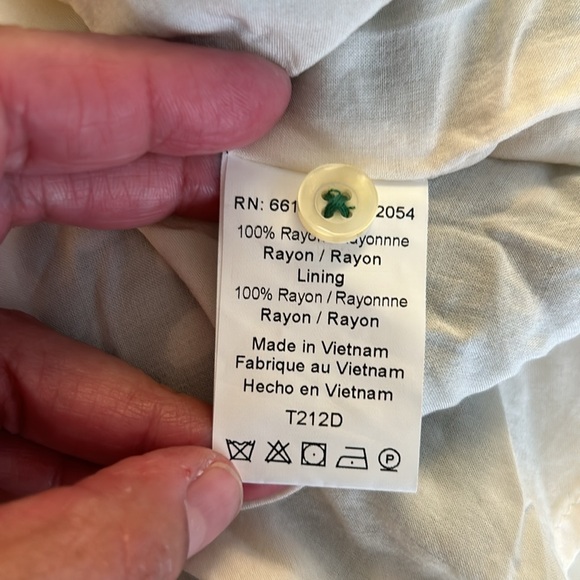 RN: 661 2054
100% Rayonnne
Rayon / Rayon
Lining
100% Rayon / Rayonnne
Rayon / Rayon
Made in Vietnam
Fabrique au Vietnam
Hecho en Vietnam
T212D
P